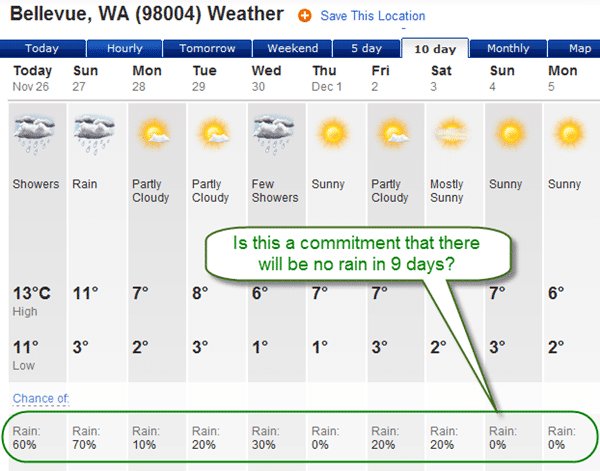 Bellevue, WA (98004) Weather + Save This Location
Today Hourly Tomorrow Weekend 5 day 10 day Monthly Map
Today Sun Mon Tue Wed Thu Fri Sat Sun Mon
Nov 26 27 28 29 30 Dec 1 2 3 4 5
Showers Rain Partly Partly Few Sunny Partly Mostly Sunny Sunny
Cloudy Cloudy Showers Cloudy Sunny
Is this a commitment that there
will be no rain in 9 days?
13°C 11° 7° 8° 6° 7° 7° 7° 6°
High
11° 3° 2° 3° 1° 1° 3° 2° 3° 2°
Low
Chance of:
Rain: Rain: Rain: Rain: Rain: Rain: Rain: Rain: Rain: Rain:
60% 70% 10% 20% 30% 0% 20% 20% 0% 0%